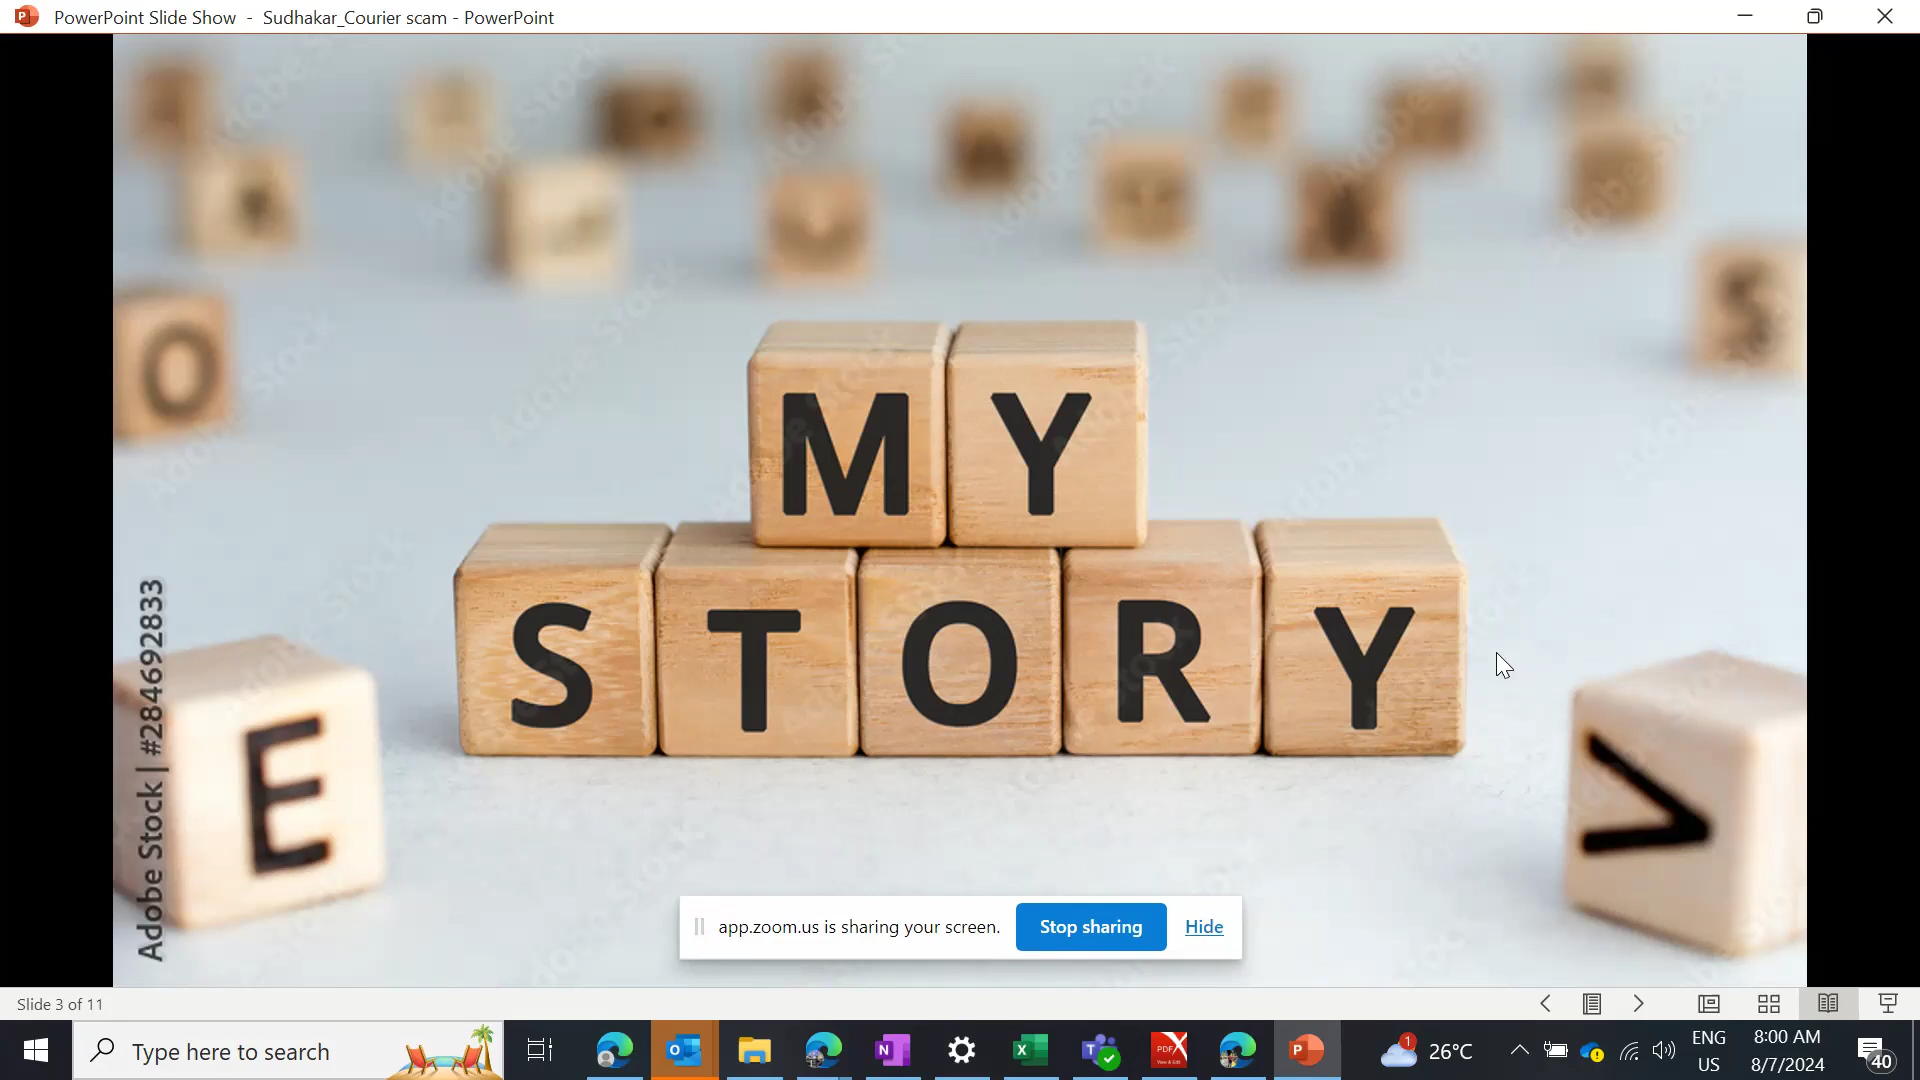 PowerPoint Slide Show - Sudhakar_Courier scam - PowerPoint
O
S
MY
STORY
E
V
Adobe Stock | #284692833
app.zoom.us is sharing your screen.
Stop sharing
Hide
Slide 3 of 11
Type here to search
1
26°C
ENG
US
8:00 AM
8/7/2024
40